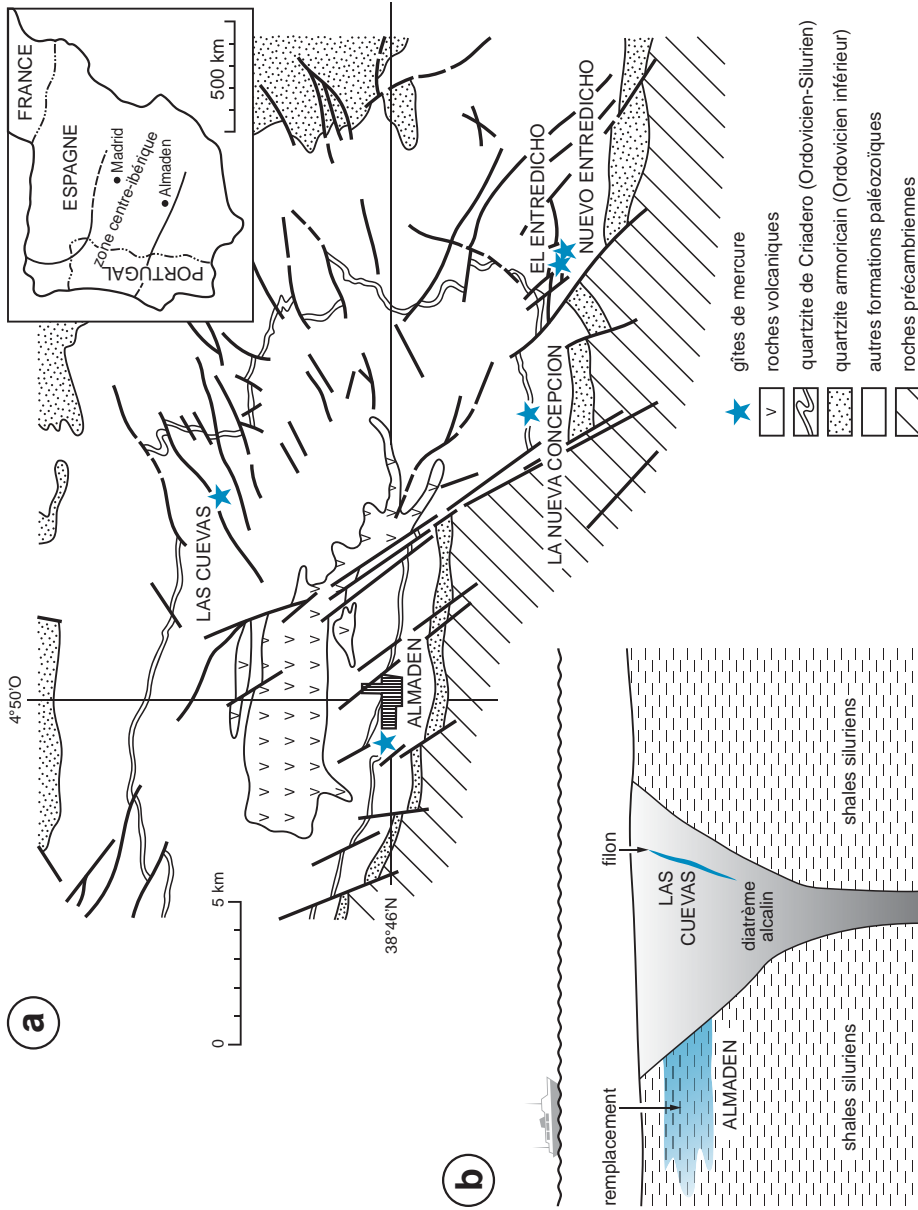 a
FRANCE
ESPAGNE
Madrid
zone centre-ibérique
Almaden
PORTUGAL
500 km
4°50'O
38°46'N
0
5 km
LAS CUEVAS
ALMADEN
LA NUEVA CONCEPCION
EL ENTREDICHO
NUEVO ENTREDICHO
gîtes de mercure
v
roches volcaniques
quartzite de Criadero (Ordovicien-Silurien)
quartzite armoricain (Ordovicien inférieur)
autres formations paléozoïques
roches précambriennes
b
remplacement
filon
LAS
CUEVAS
diatrème
alcalin
ALMADEN
shales siluriens
shales siluriens